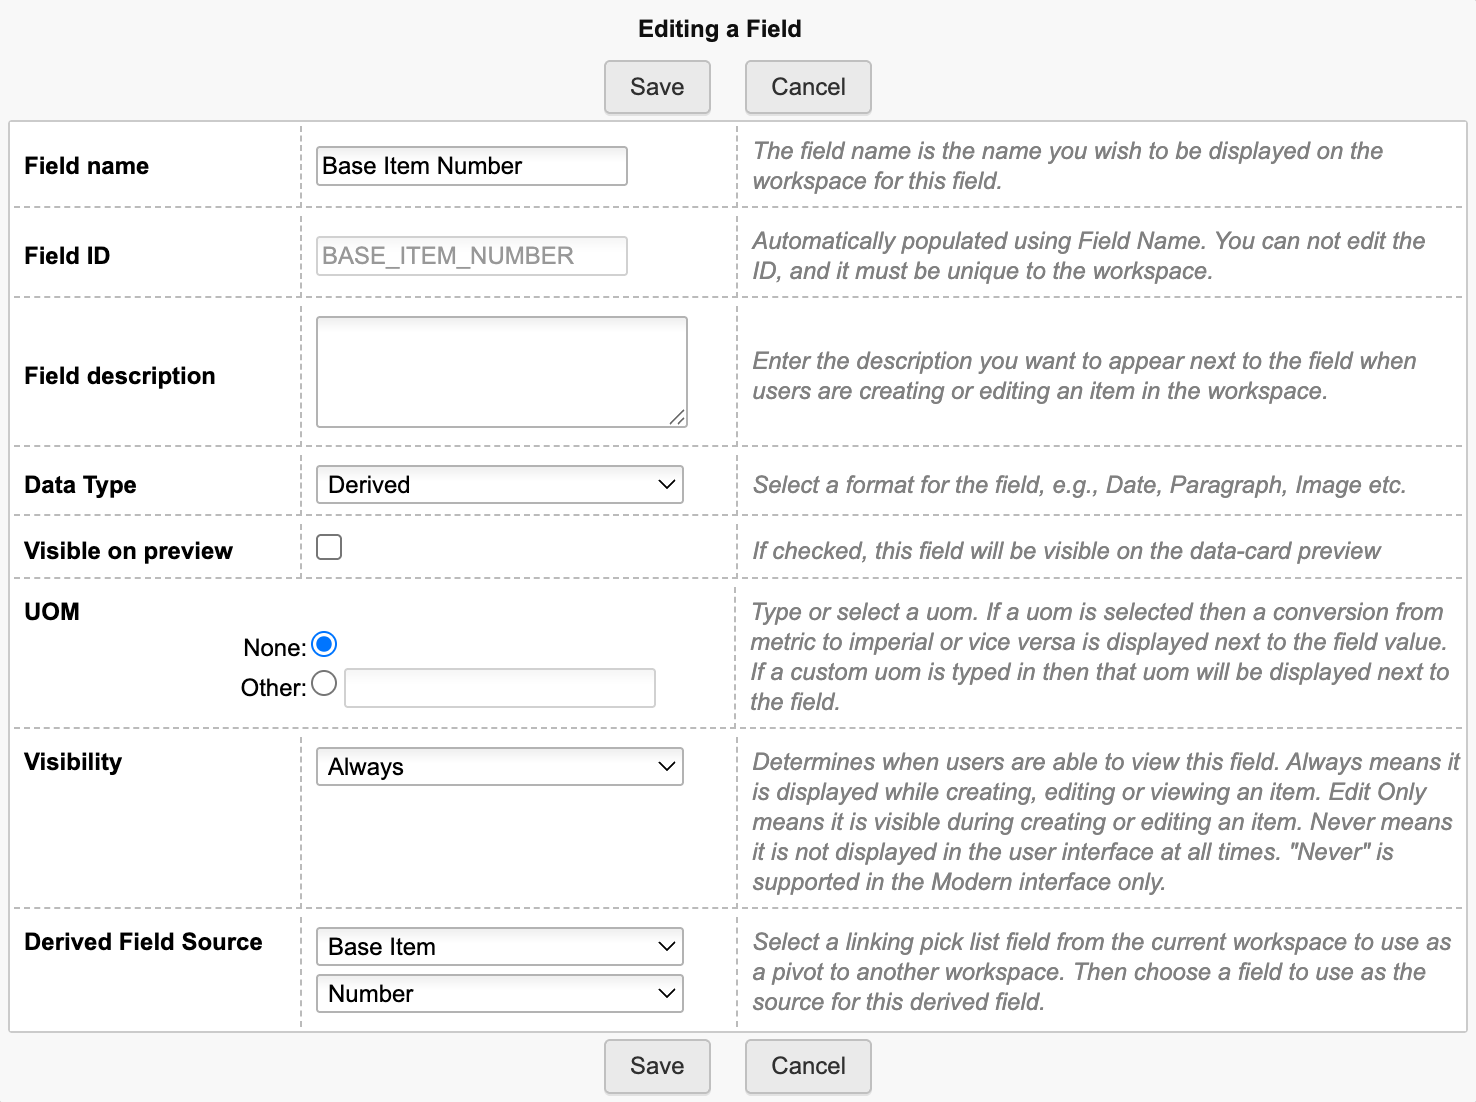 Editing a Field
Save Cancel
Field name
Base Item Number
The field name is the name you wish to be displayed on the
workspace for this field.
Field ID
BASE_ITEM_NUMBER
Automatically populated using Field Name. You can not edit the
ID, and it must be unique to the workspace.
Field description
Enter the description you want to appear next to the field when
users are creating or editing an item in the workspace.
Data Type
Derived
Select a format for the field, e.g., Date, Paragraph, Image etc.
Visible on preview
If checked, this field will be visible on the data-card preview
UOM
None:
Other:
Type or select a uom. If a uom is selected then a conversion from
metric to imperial or vice versa is displayed next to the field value.
If a custom uom is typed in then that uom will be displayed next to
the field.
Visibility
Always
Determines when users are able to view this field. Always means it
is displayed while creating, editing or viewing an item. Edit Only
means it is visible during creating or editing an item. Never means
it is not displayed in the user interface at all times. "Never" is
supported in the Modern interface only.
Derived Field Source
Base Item
Number
Select a linking pick list field from the current workspace to use as
a pivot to another workspace. Then choose a field to use as the
source for this derived field.
Save Cancel